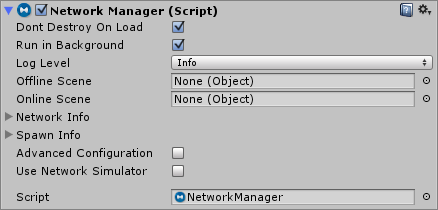 Network Manager (Script)
Dont Destroy On Load
Run in Background
Log Level Info
Offline Scene None (Object)
Online Scene None (Object)
Network Info
Spawn Info
Advanced Configuration
Use Network Simulator
Script NetworkManager